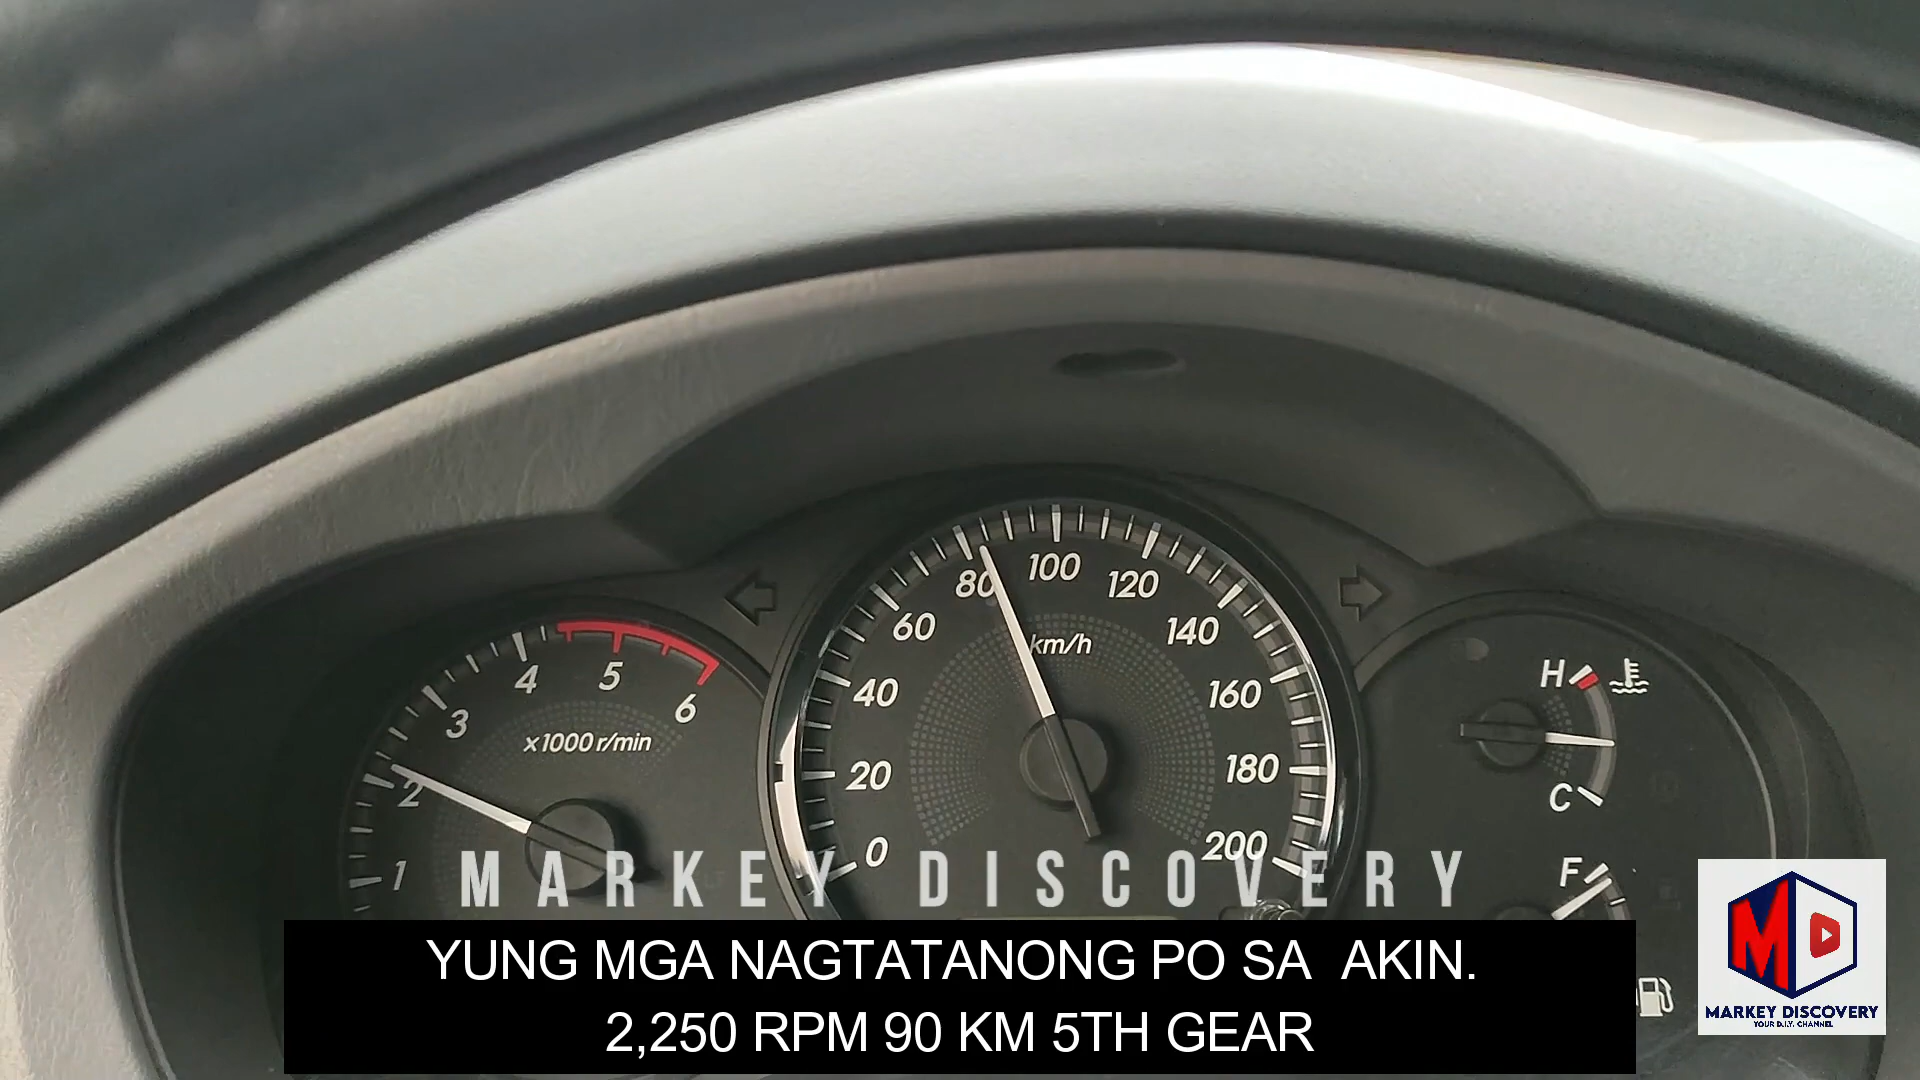 80
100
120
60
140
km/h
40
160
4
5
3
6
x1000 r/min
H
20
180
2
C
0
200
1
F
MARKEY DISCOVERY
YUNG MGA NAGTATANONG PO SA AKIN.
2,250 RPM 90 KM 5TH GEAR
MD
MARKEY DISCOVERY
YOUR D.I.Y. CHANNEL